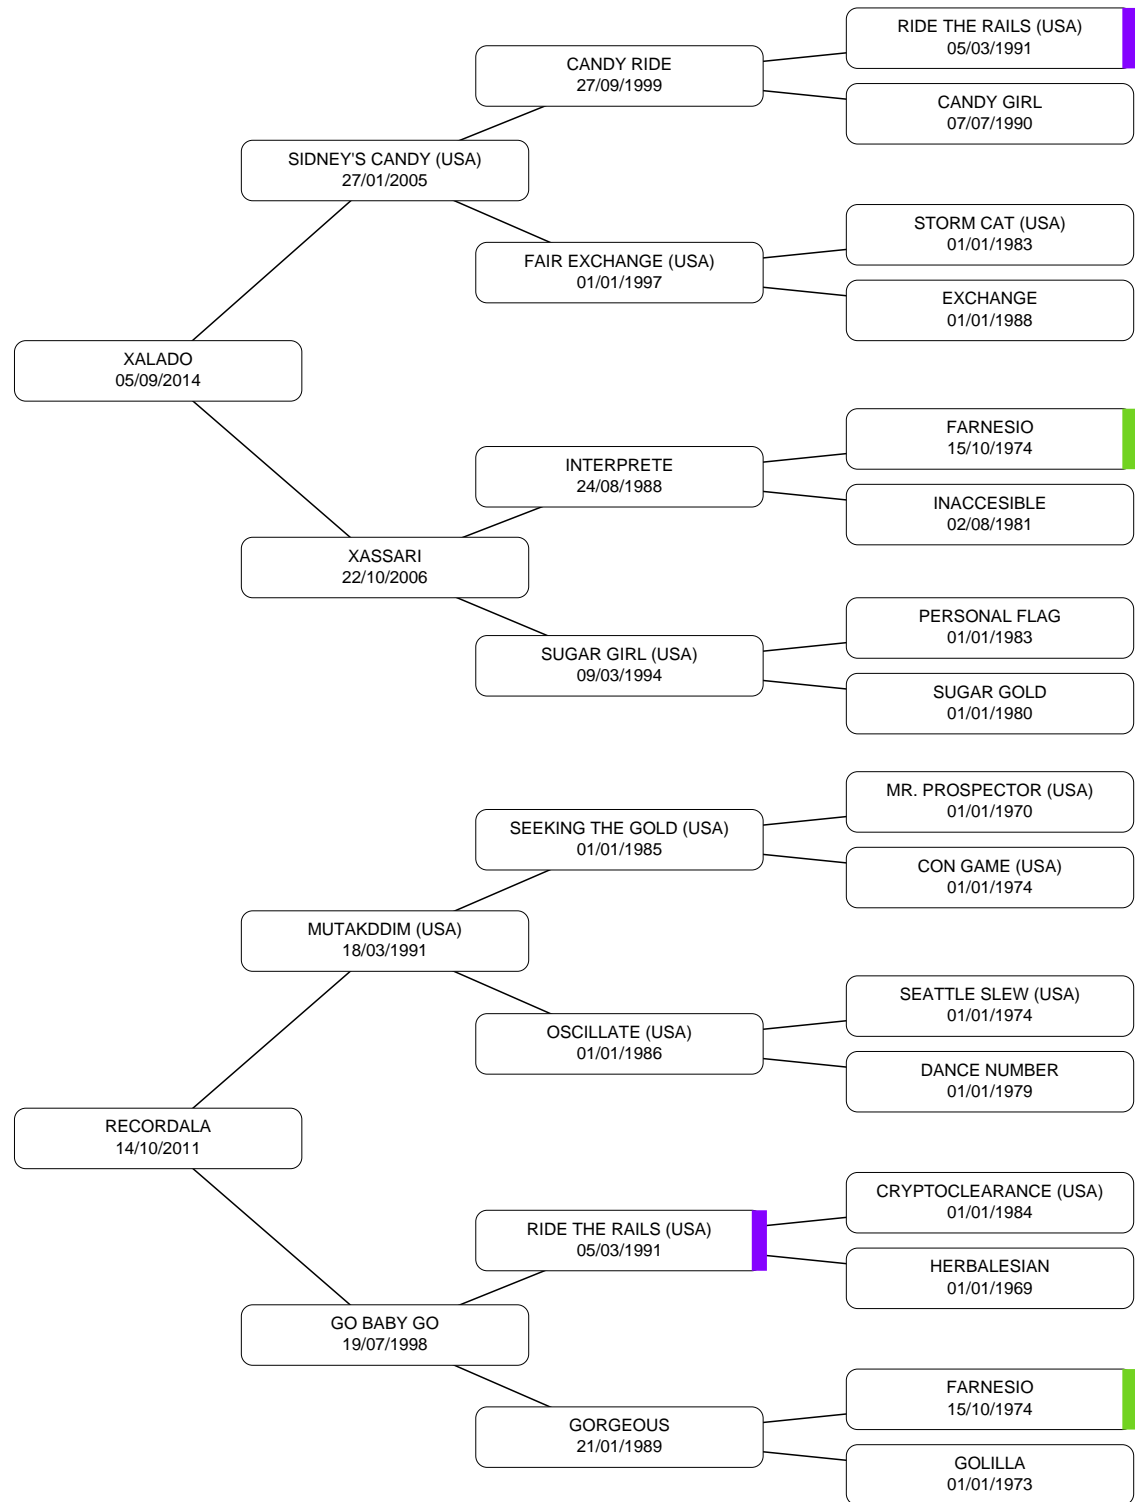 RIDE THE RAILS (USA)
05/03/1991
CANDY RIDE
27/09/1999
CANDY GIRL
07/07/1990
SIDNEY'S CANDY (USA)
27/01/2005
STORM CAT (USA)
01/01/1983
FAIR EXCHANGE (USA)
01/01/1997
EXCHANGE
01/01/1988
XALADO
05/09/2014
FARNESIO
15/10/1974
INTERPRETE
24/08/1988
INACCESIBLE
02/08/1981
XASSARI
22/10/2006
PERSONAL FLAG
01/01/1983
SUGAR GIRL (USA)
09/03/1994
SUGAR GOLD
01/01/1980
MR. PROSPECTOR (USA)
01/01/1970
SEEKING THE GOLD (USA)
01/01/1985
CON GAME (USA)
01/01/1974
MUTAKDDIM (USA)
18/03/1991
SEATTLE SLEW (USA)
01/01/1974
OSCILLATE (USA)
01/01/1986
DANCE NUMBER
01/01/1979
RECORDALA
14/10/2011
CRYPTOCLEARANCE (USA)
01/01/1984
RIDE THE RAILS (USA)
05/03/1991
HERBALESIAN
01/01/1969
GO BABY GO
19/07/1998
FARNESIO
15/10/1974
GORGEOUS
21/01/1989
GOLILLA
01/01/1973